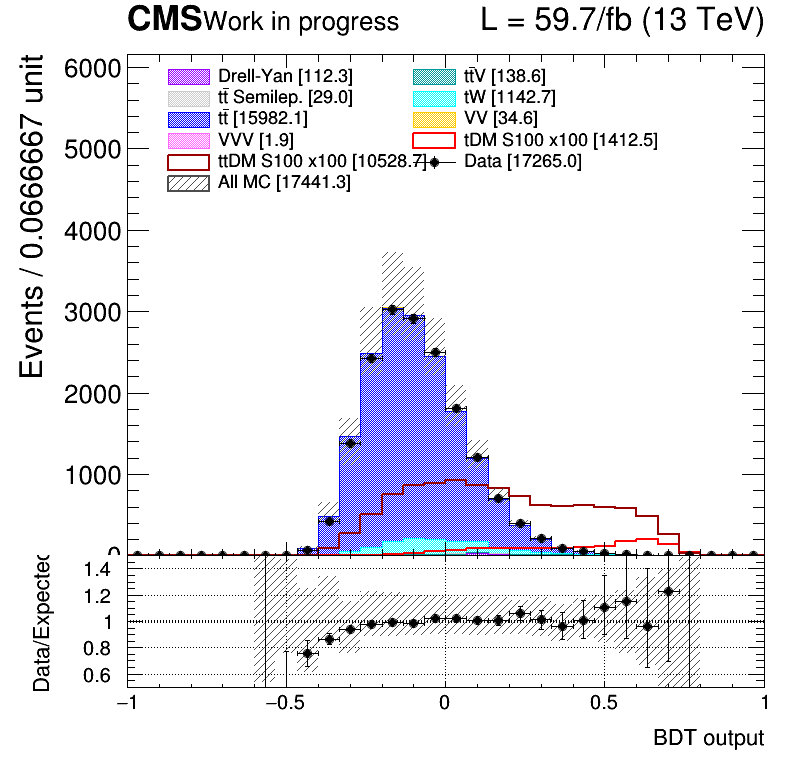 CMS Work in progress L = 59.7/fb (13 TeV)
Events / 0.0666667 unit
6000
5000
4000
3000
2000
1000
0
Drell-Yan [112.3] tt̄V [138.6]
tt̄ Semilep. [29.0] tW [1142.7]
tt̄ [15982.1] VV [34.6]
VVV [1.9] tDM S100 x100 [1412.5]
ttDM S100 x100 [10528.7] Data [17265.0]
All MC [17441.3]
Data/Expected
1.4
1.2
1
0.8
0.6
−1 −0.5 0 0.5 1
BDT output